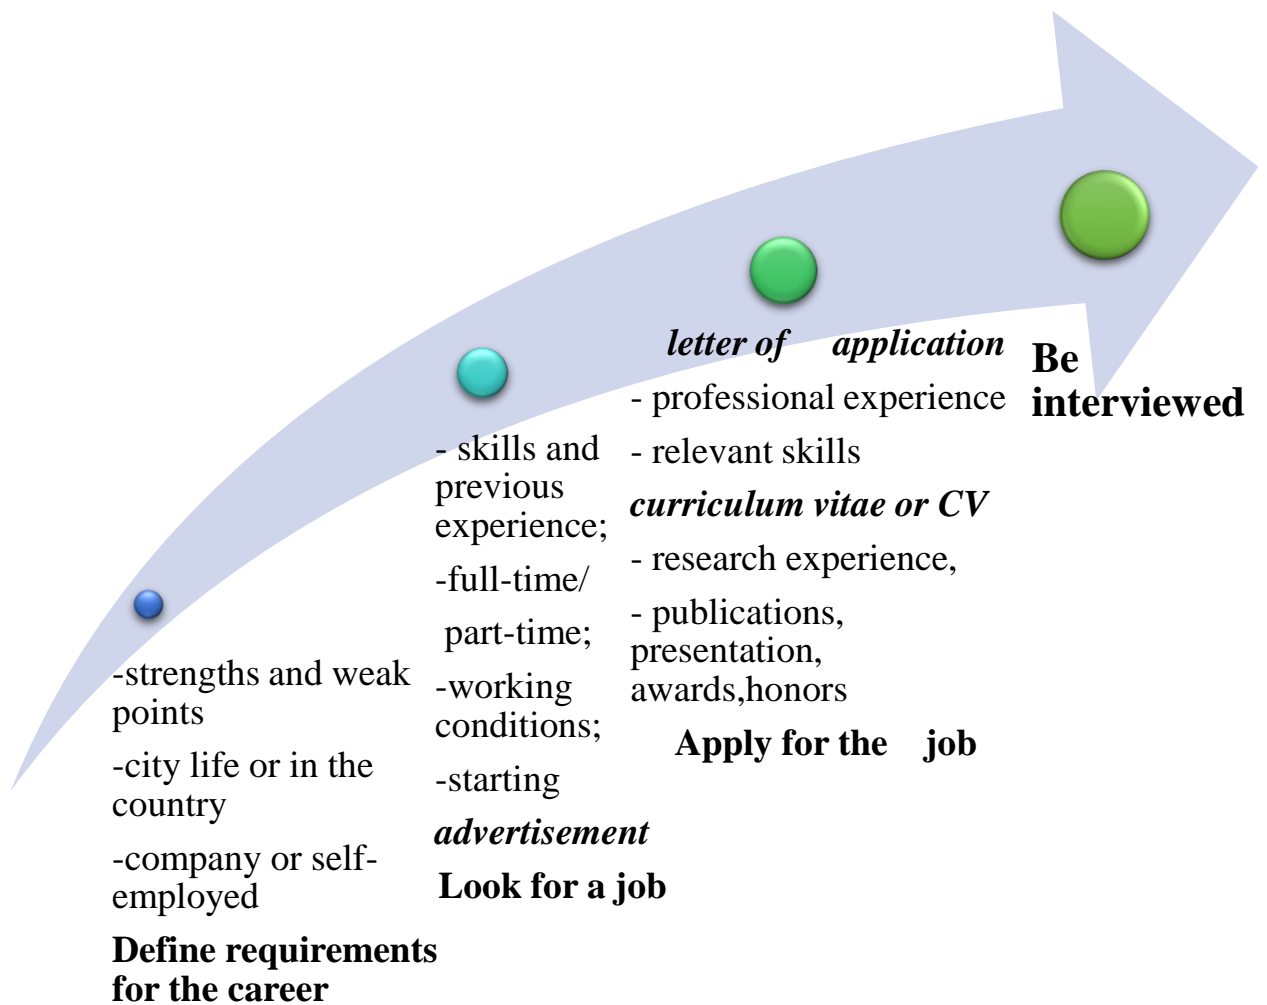 -strengths and weak
points
-city life or in the
country
-company or self-
employed
Define requirements
for the career
- skills and
previous
experience;
-full-time/
part-time;
-working
conditions;
-starting
advertisement
Look for a job
letter of application
- professional experience
- relevant skills
curriculum vitae or CV
- research experience,
- publications,
presentation,
awards,honors
Apply for the job
Be
interviewed